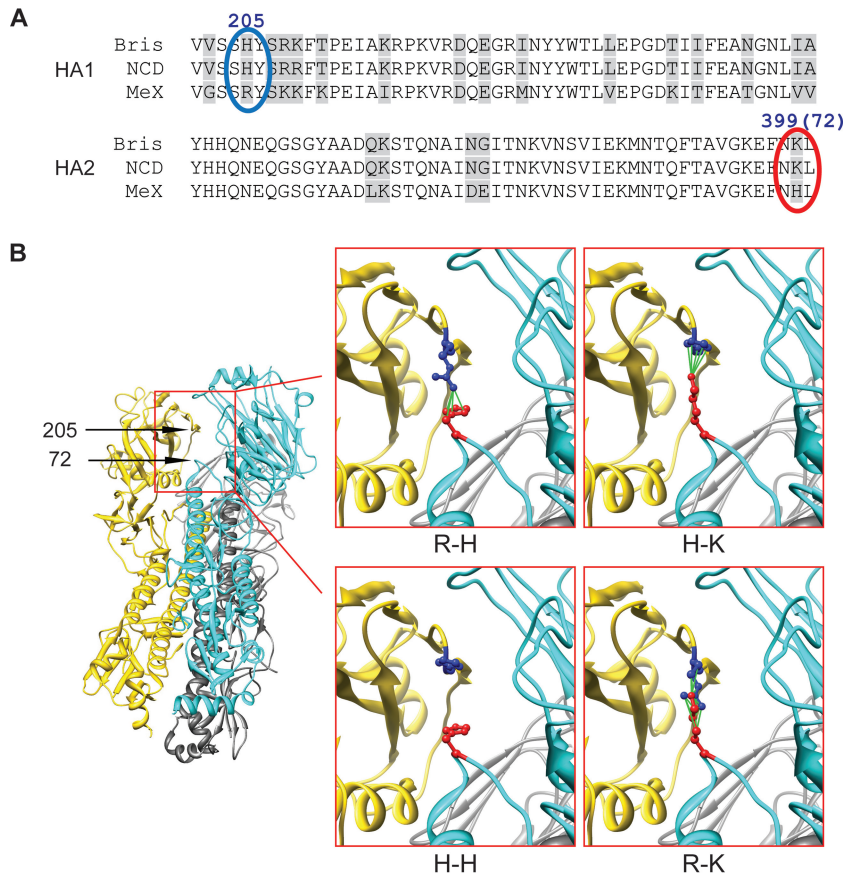 A
205
Bris VVSSHYSRKFTPEIAKRPKVRDQEGRINYYWTLLEPGDTIIFEANGNLIA
HA1 NCD VVSSHYSRRFTPEIAKRPKVRDQEGRINYYWTLLEPGDTIIFEANGNLIA
MeX VGSSRYSKKFKPEIAIRPKVRDQEGRMNYYWTLVEPGDKITFEATGNLVV
399(72)
Bris YHHQNEQGSGYAADQKSTQNAINGITNKVNSVIEKMNTQFTAVGKEFNKL
HA2 NCD YHHQNEQGSGYAADQKSTQNAINGITNKVNSVIEKMNTQFTAVGKEFNKL
MeX YHHQNEQGSGYAADLKSTQNAIDEITNKVNSVIEKMNTQFTAVGKEFNHL
B
205
72
R-H
H-K
H-H
R-K